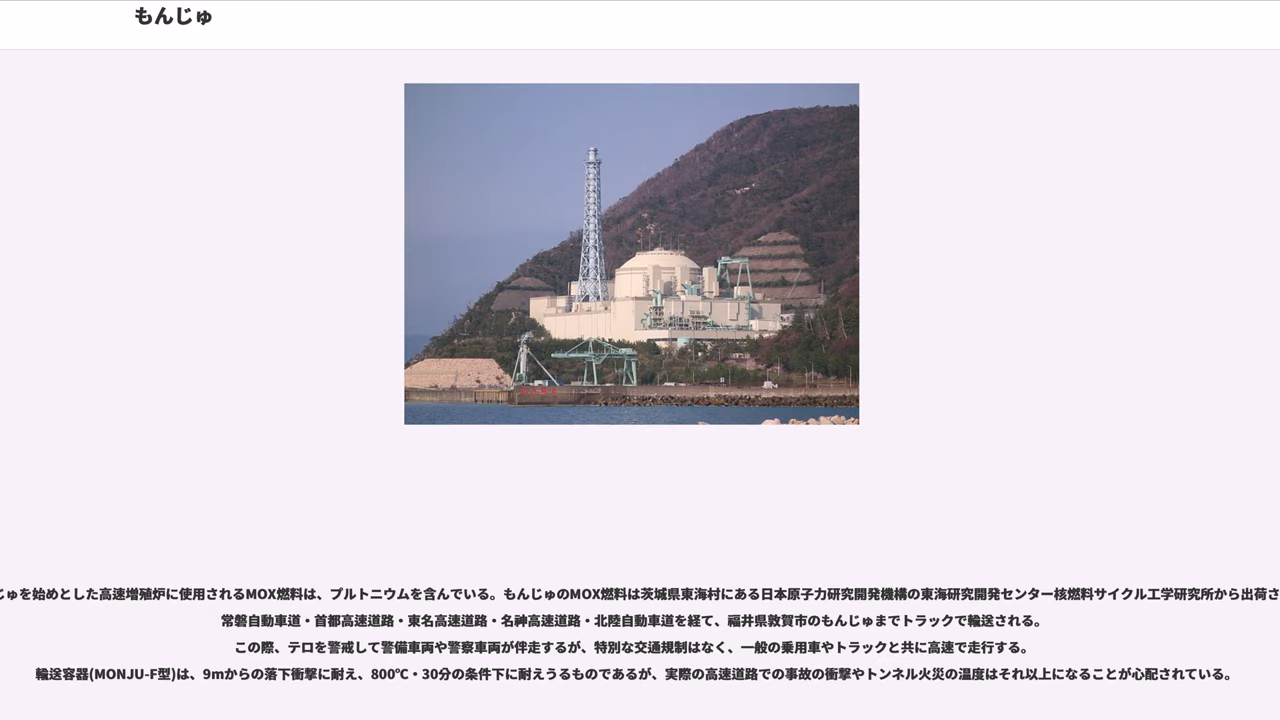 もんじゅ
じゅを始めとした高速増殖炉に使用されるMOX燃料は、プルトニウムを含んでいる。もんじゅのMOX燃料は茨城県東海村にある日本原子力研究開発機構の東海研究開発センター核燃料サイクル工学研究所から出荷さ
常磐自動車道・首都高速道路・東名高速道路・名神高速道路・北陸自動車道を経て、福井県敦賀市のもんじゅまでトラックで輸送される。
この際、テロを警戒して警備車両や警察車両が伴走するが、特別な交通規制はなく、一般の乗用車やトラックと共に高速で走行する。
輸送容器(MONJU-F型)は、9mからの落下衝撃に耐え、800℃・30分の条件下に耐えうるものであるが、実際の高速道路での事故の衝撃やトンネル火災の温度はそれ以上になることが心配されている。